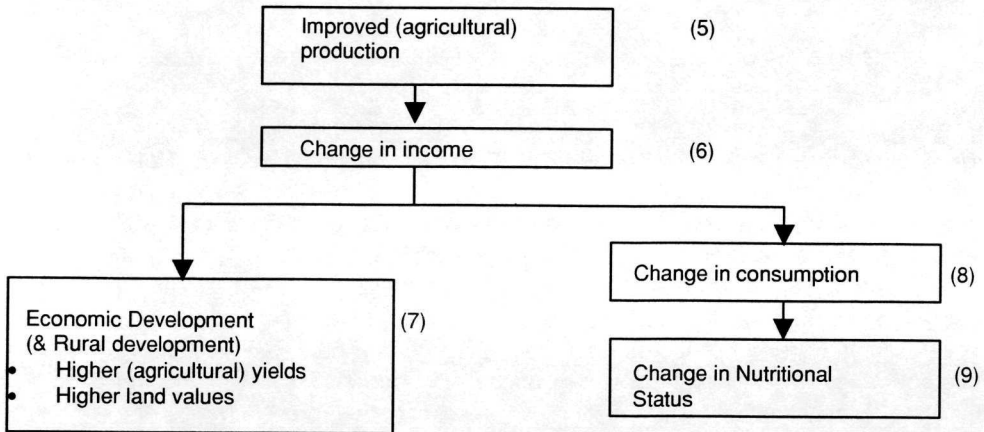 Improved (agricultural)
production
(5)
Change in income
(6)
Economic Development
(& Rural development)
• Higher (agricultural) yields
• Higher land values
(7)
Change in consumption
(8)
Change in Nutritional
Status
(9)